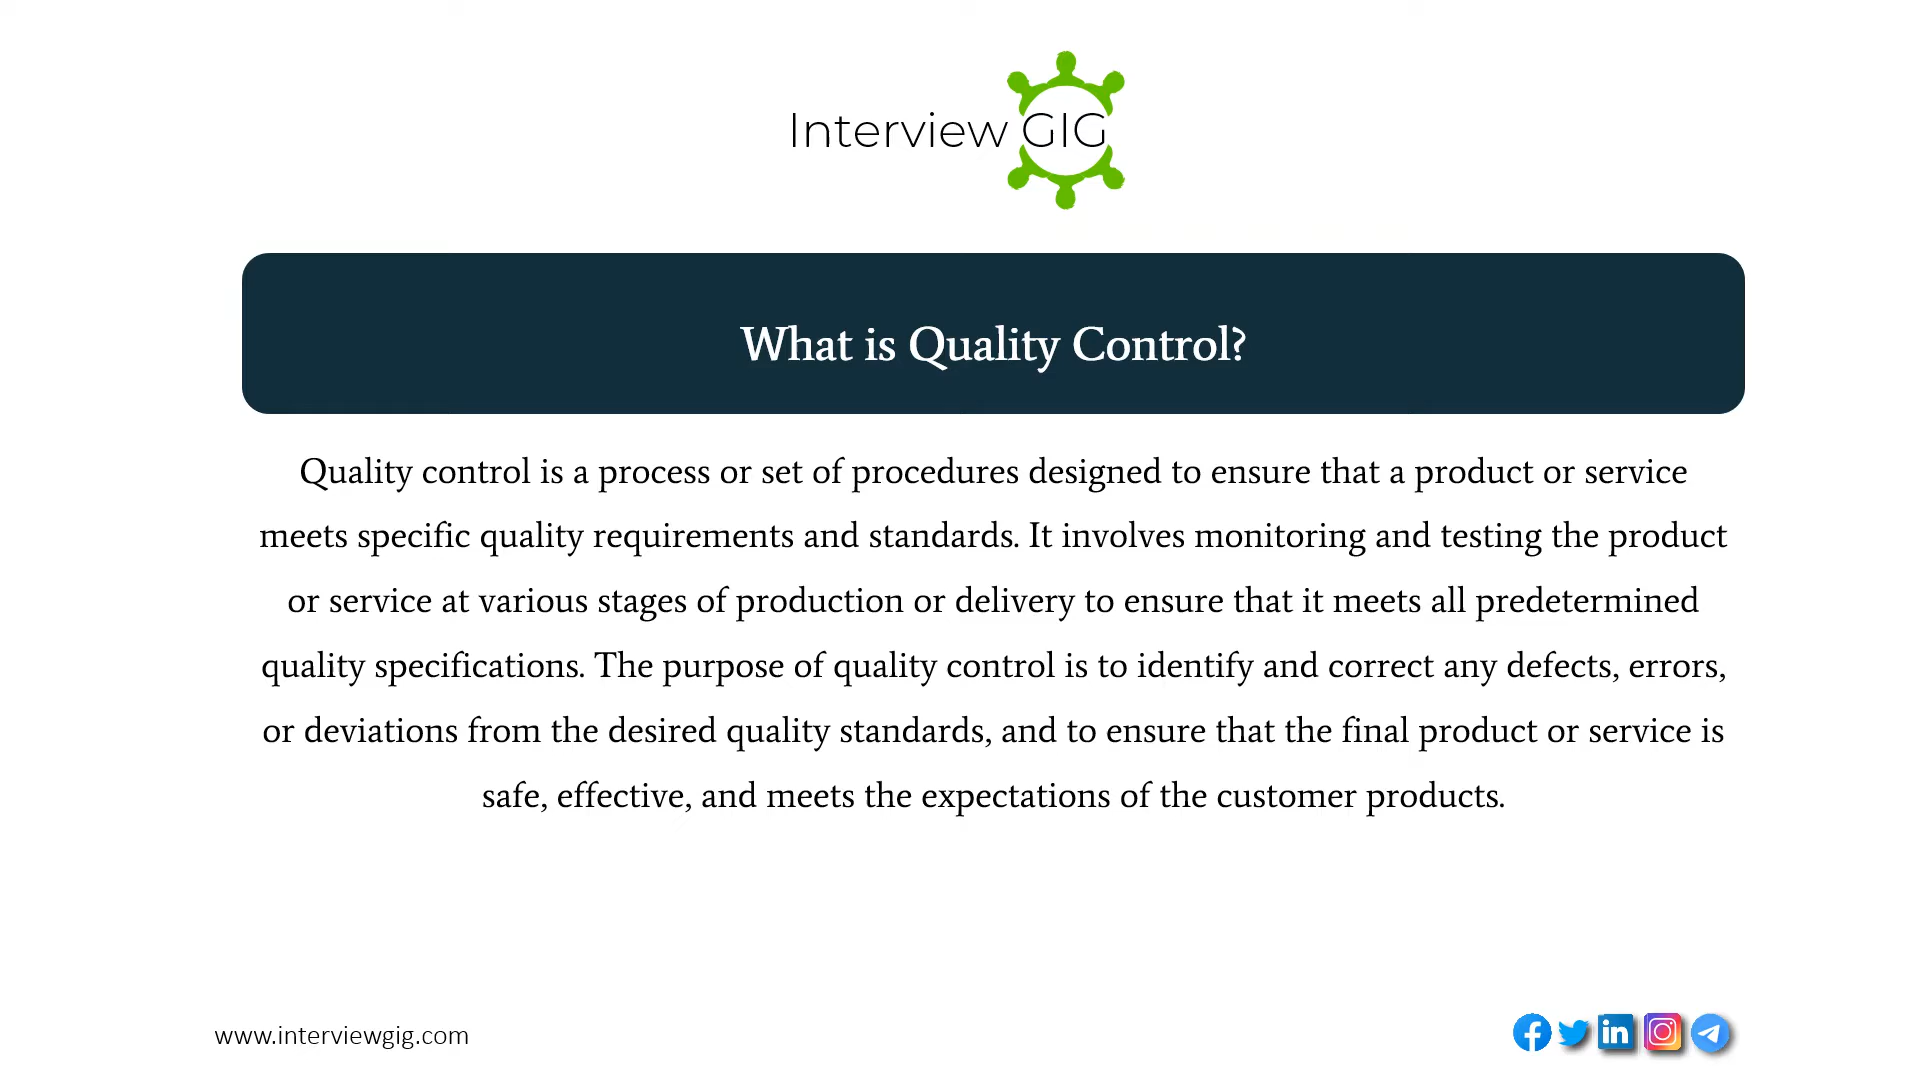 Interview GIG
What is Quality Control?
Quality control is a process or set of procedures designed to ensure that a product or service
meets specific quality requirements and standards. It involves monitoring and testing the product
or service at various stages of production or delivery to ensure that it meets all predetermined
quality specifications. The purpose of quality control is to identify and correct any defects, errors,
or deviations from the desired quality standards, and to ensure that the final product or service is
safe, effective, and meets the expectations of the customer products.
www.interviewgig.com